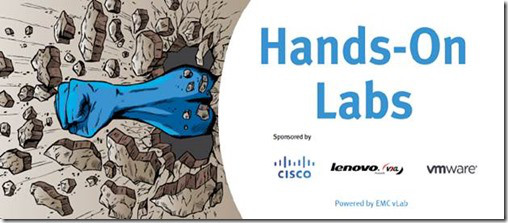 Hands-On
Labs
Sponsored by
CISCO
lenovo
vmware
Powered by EMC vLab